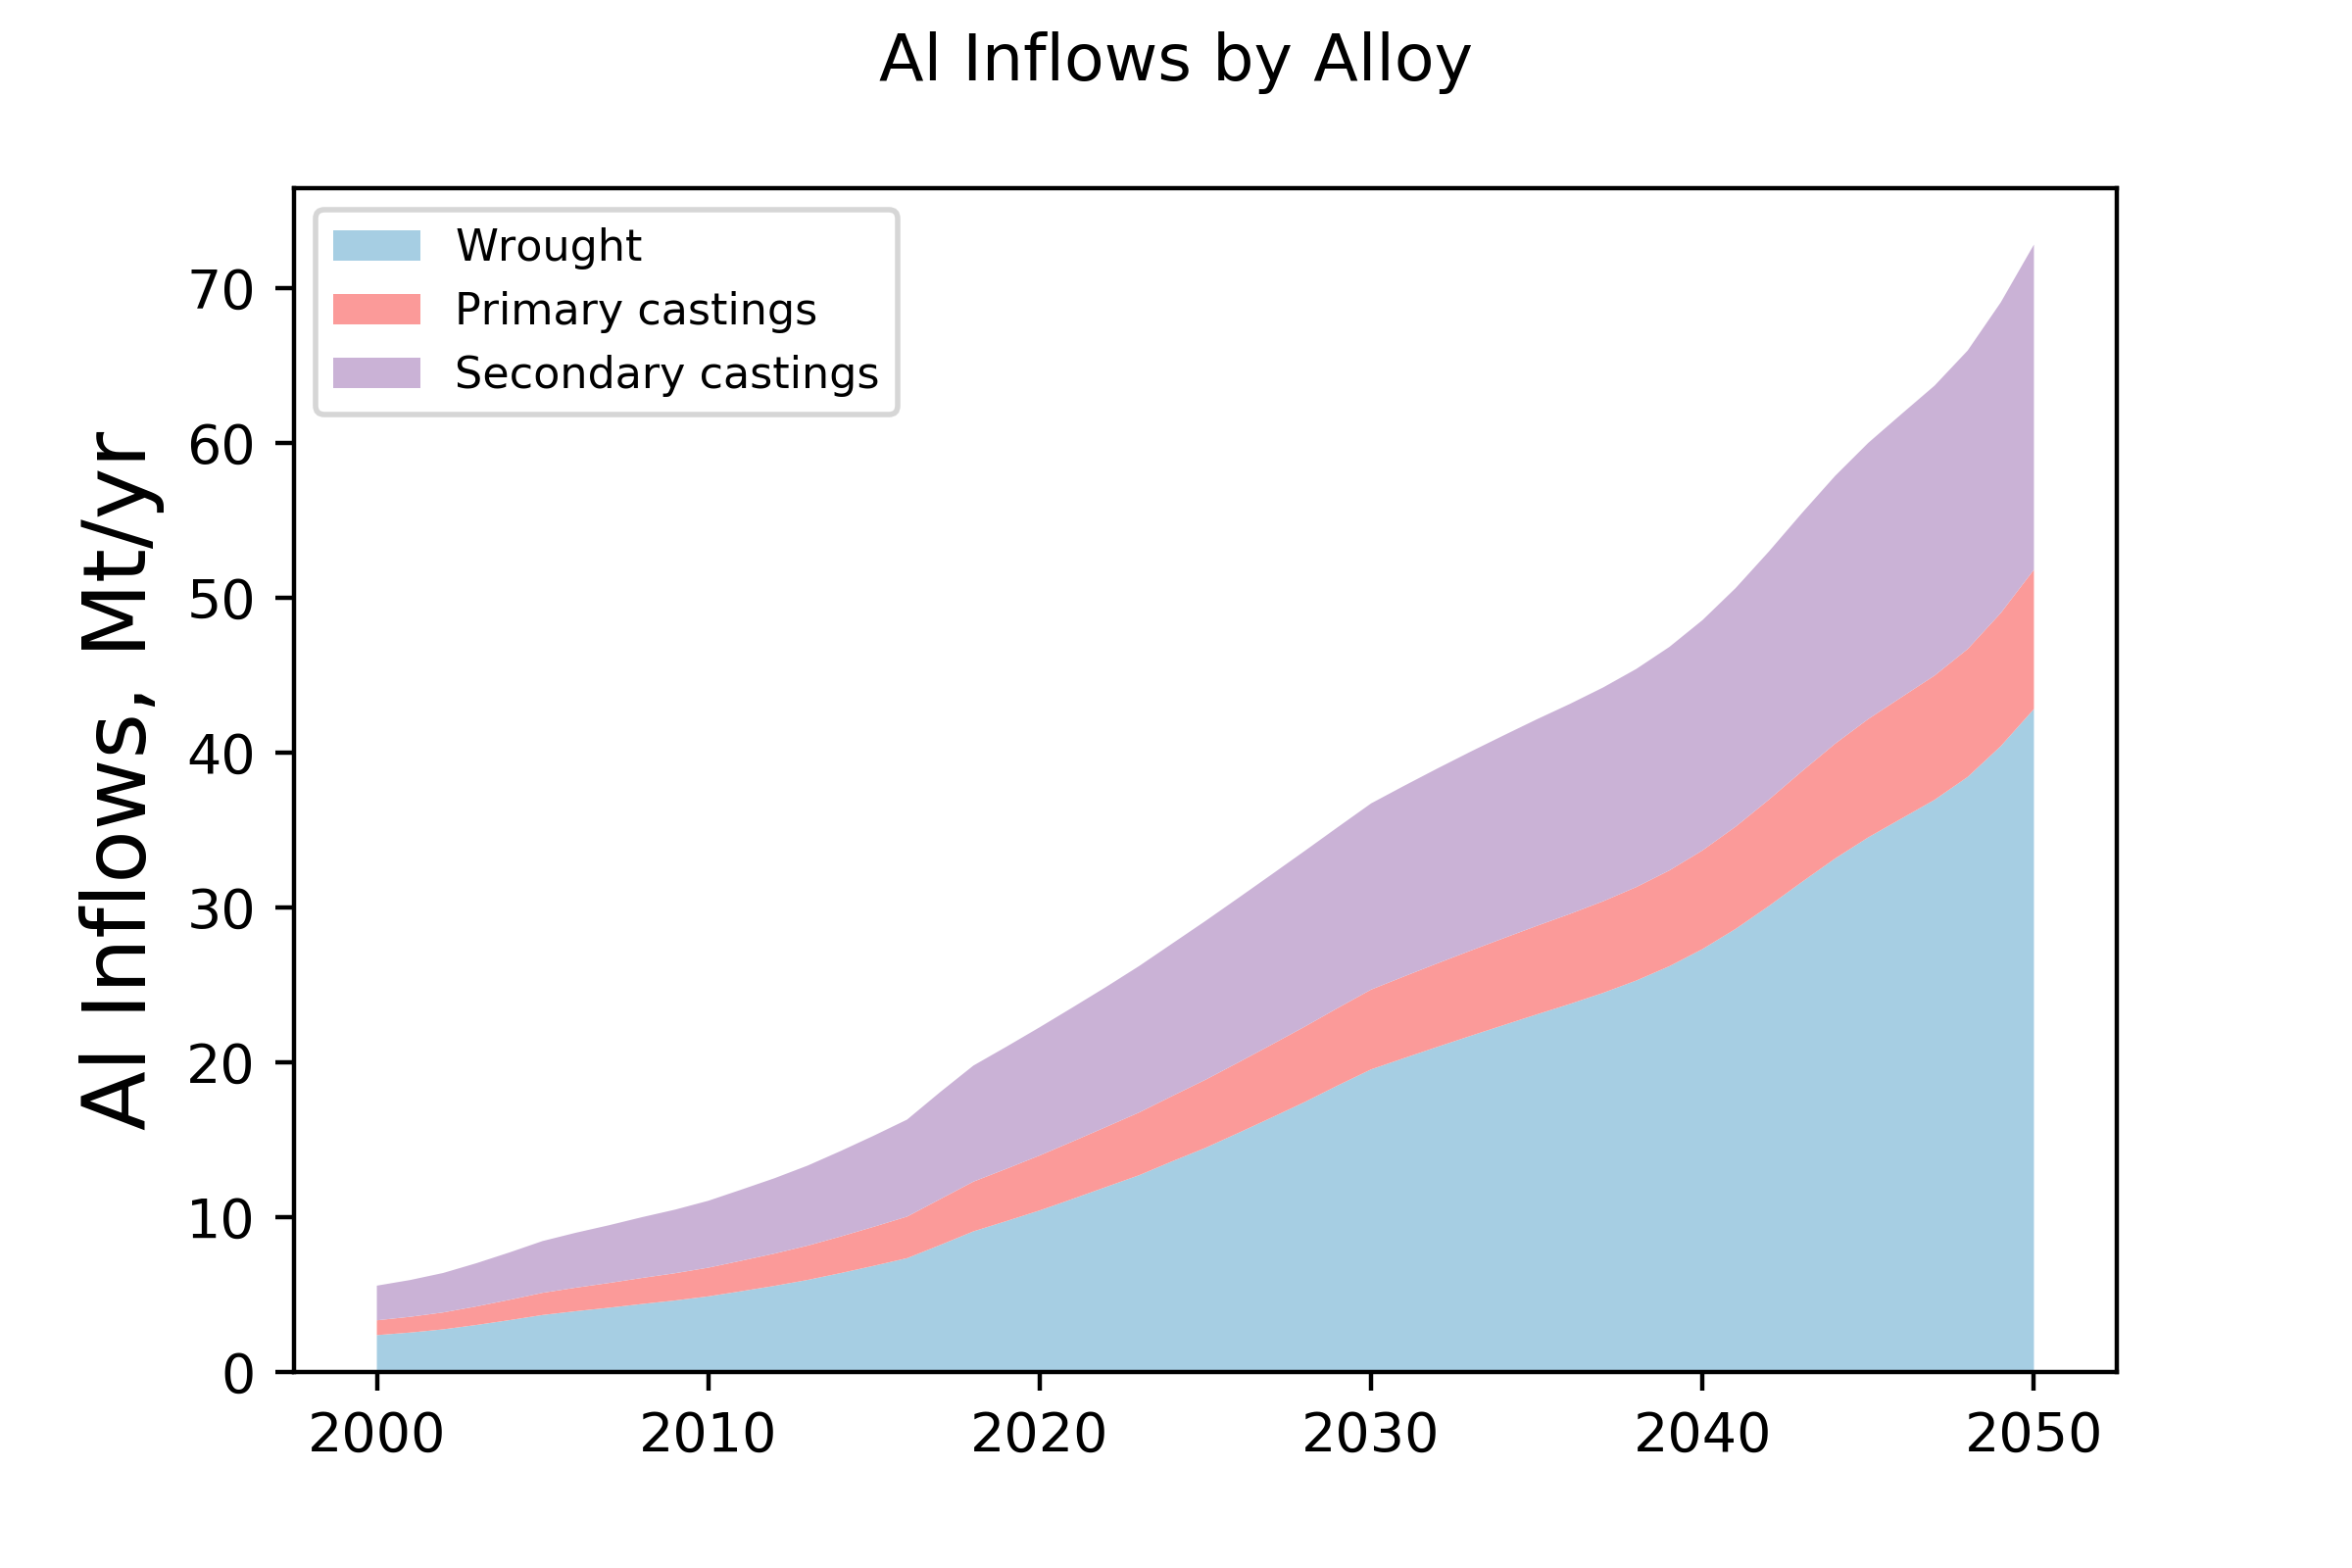 Al Inflows by Alloy
Wrought
Primary castings
Secondary castings
Al Inflows, Mt/yr
70
60
50
40
30
20
10
0
2000 2010 2020 2030 2040 2050